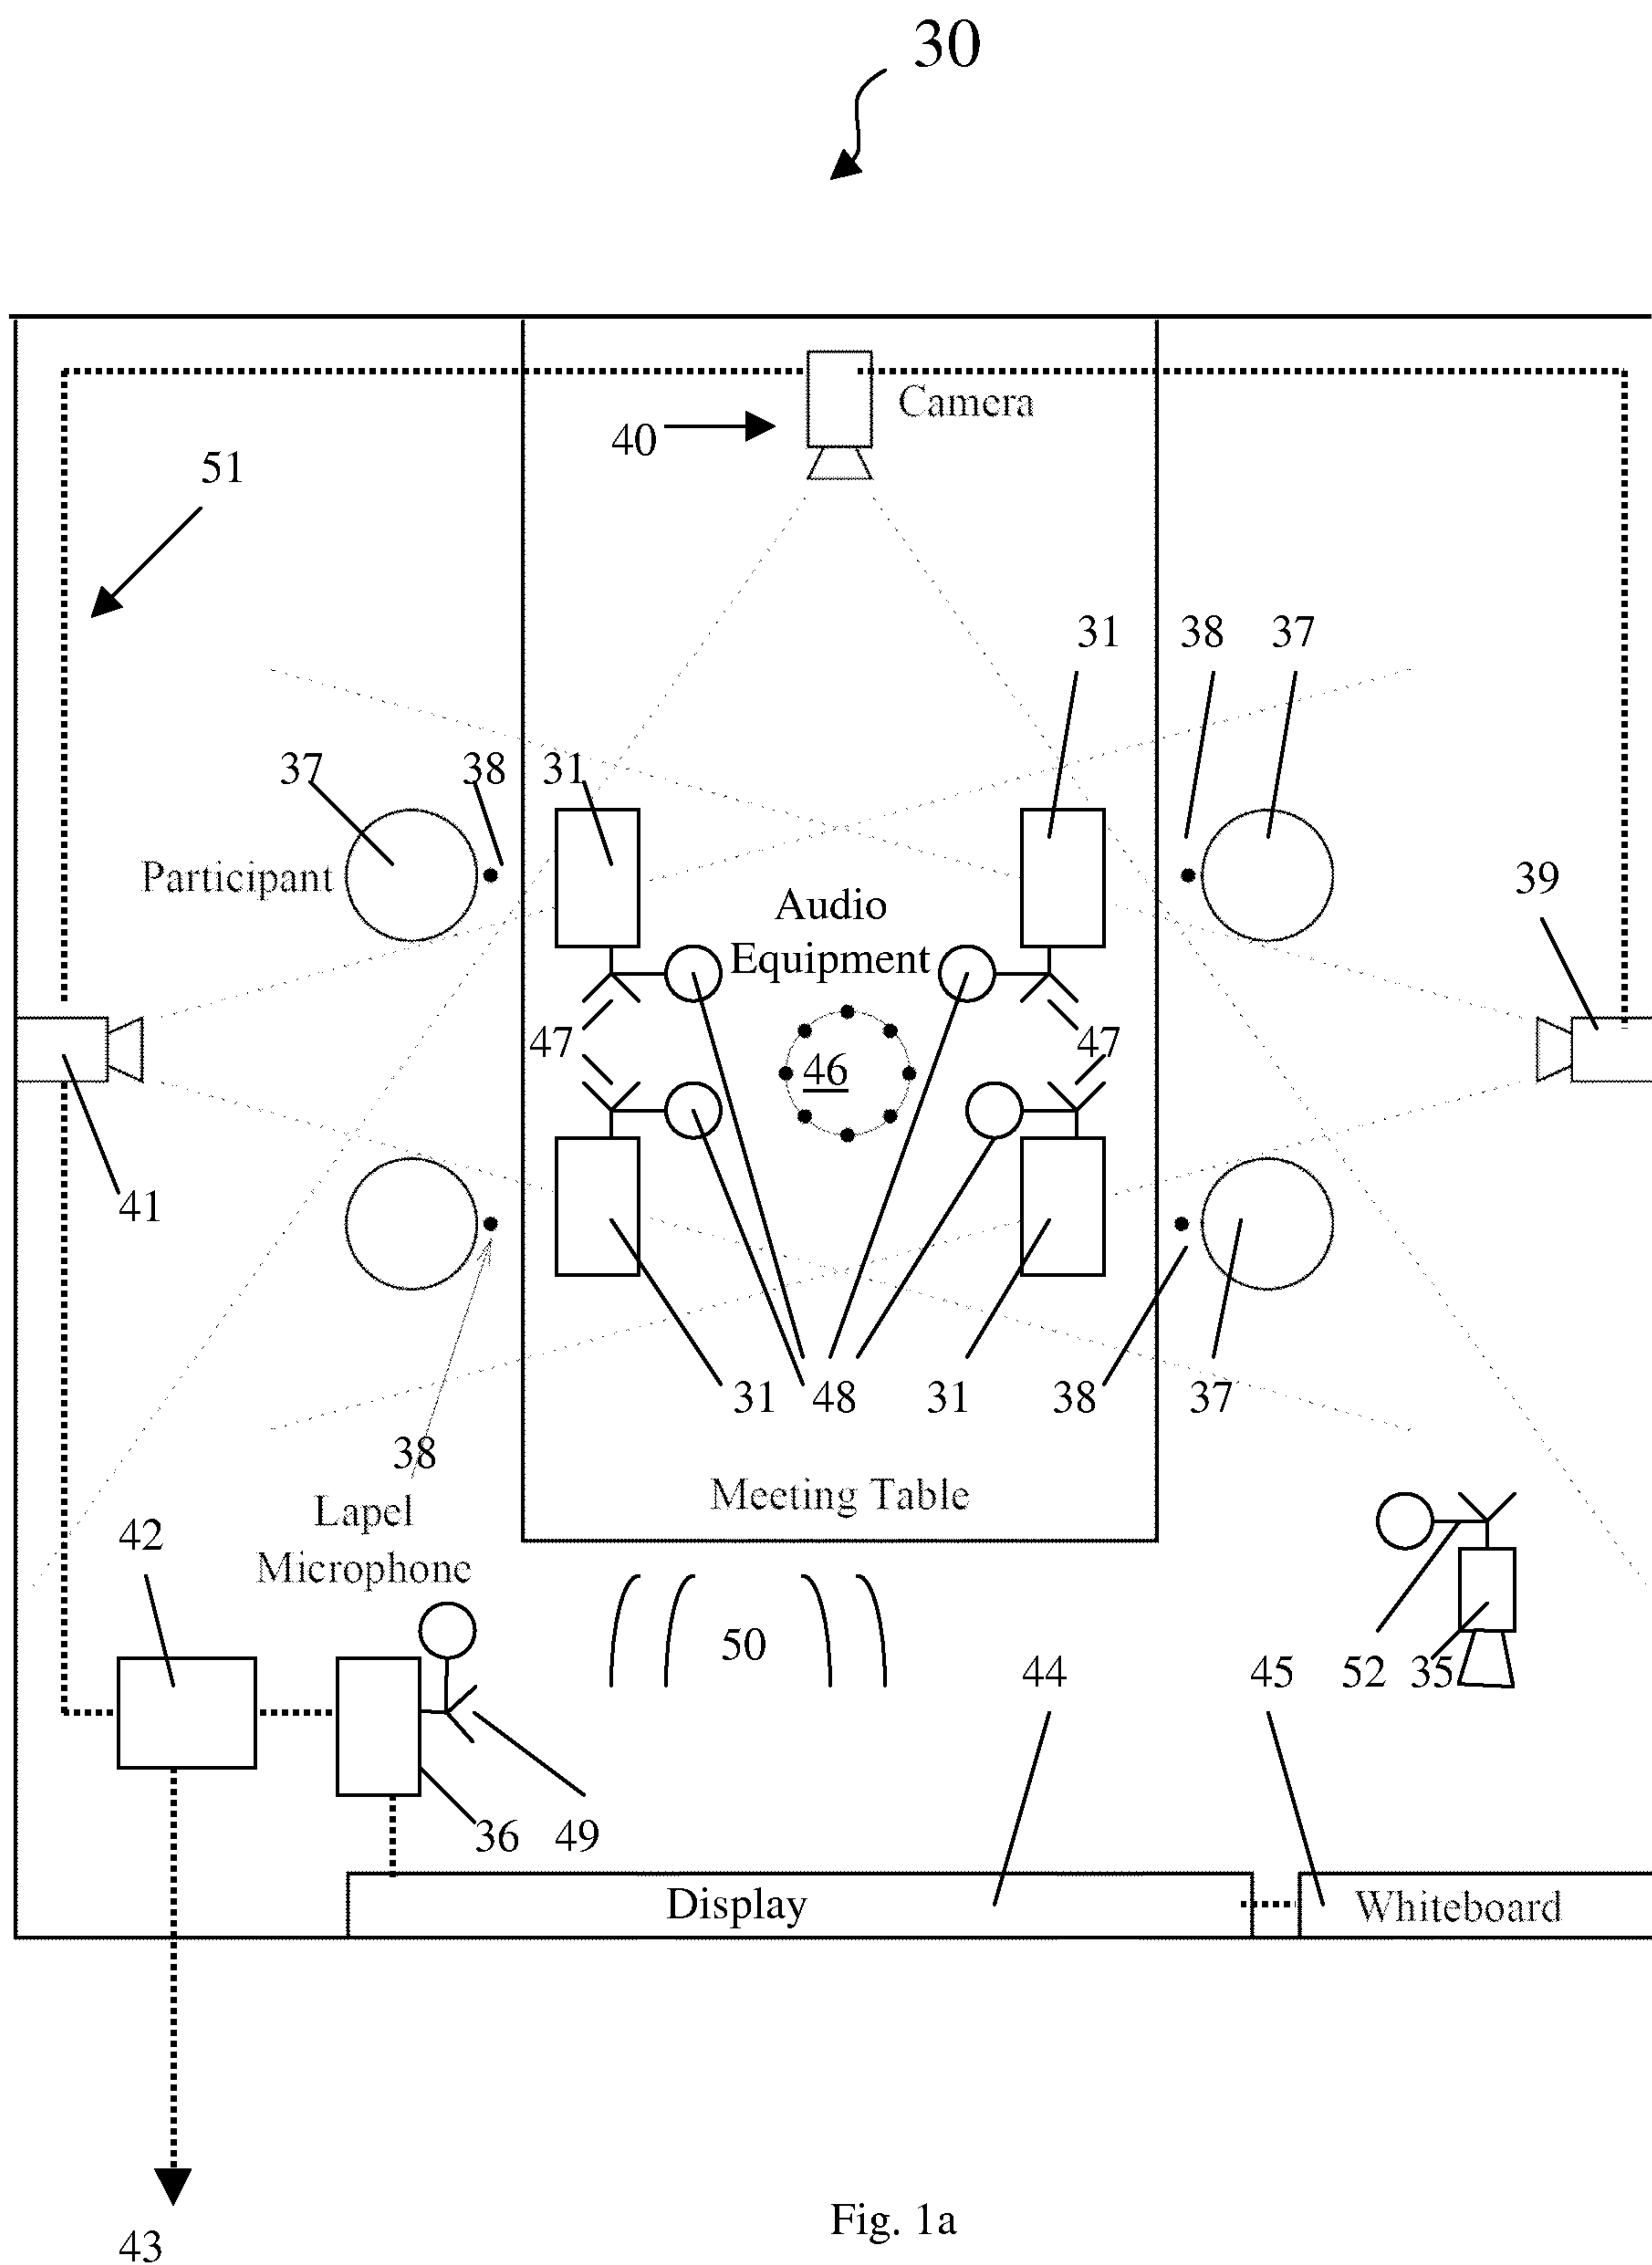 30
Camera
40
51
31 38 37
37 38 31
Participant
39
Audio
Equipment
47 47
46
41
31 48 31 38 37
38
Meeting Table
Lapel
Microphone
42
50
44 45 52 35
36 49
Display
Whiteboard
43
Fig. 1a